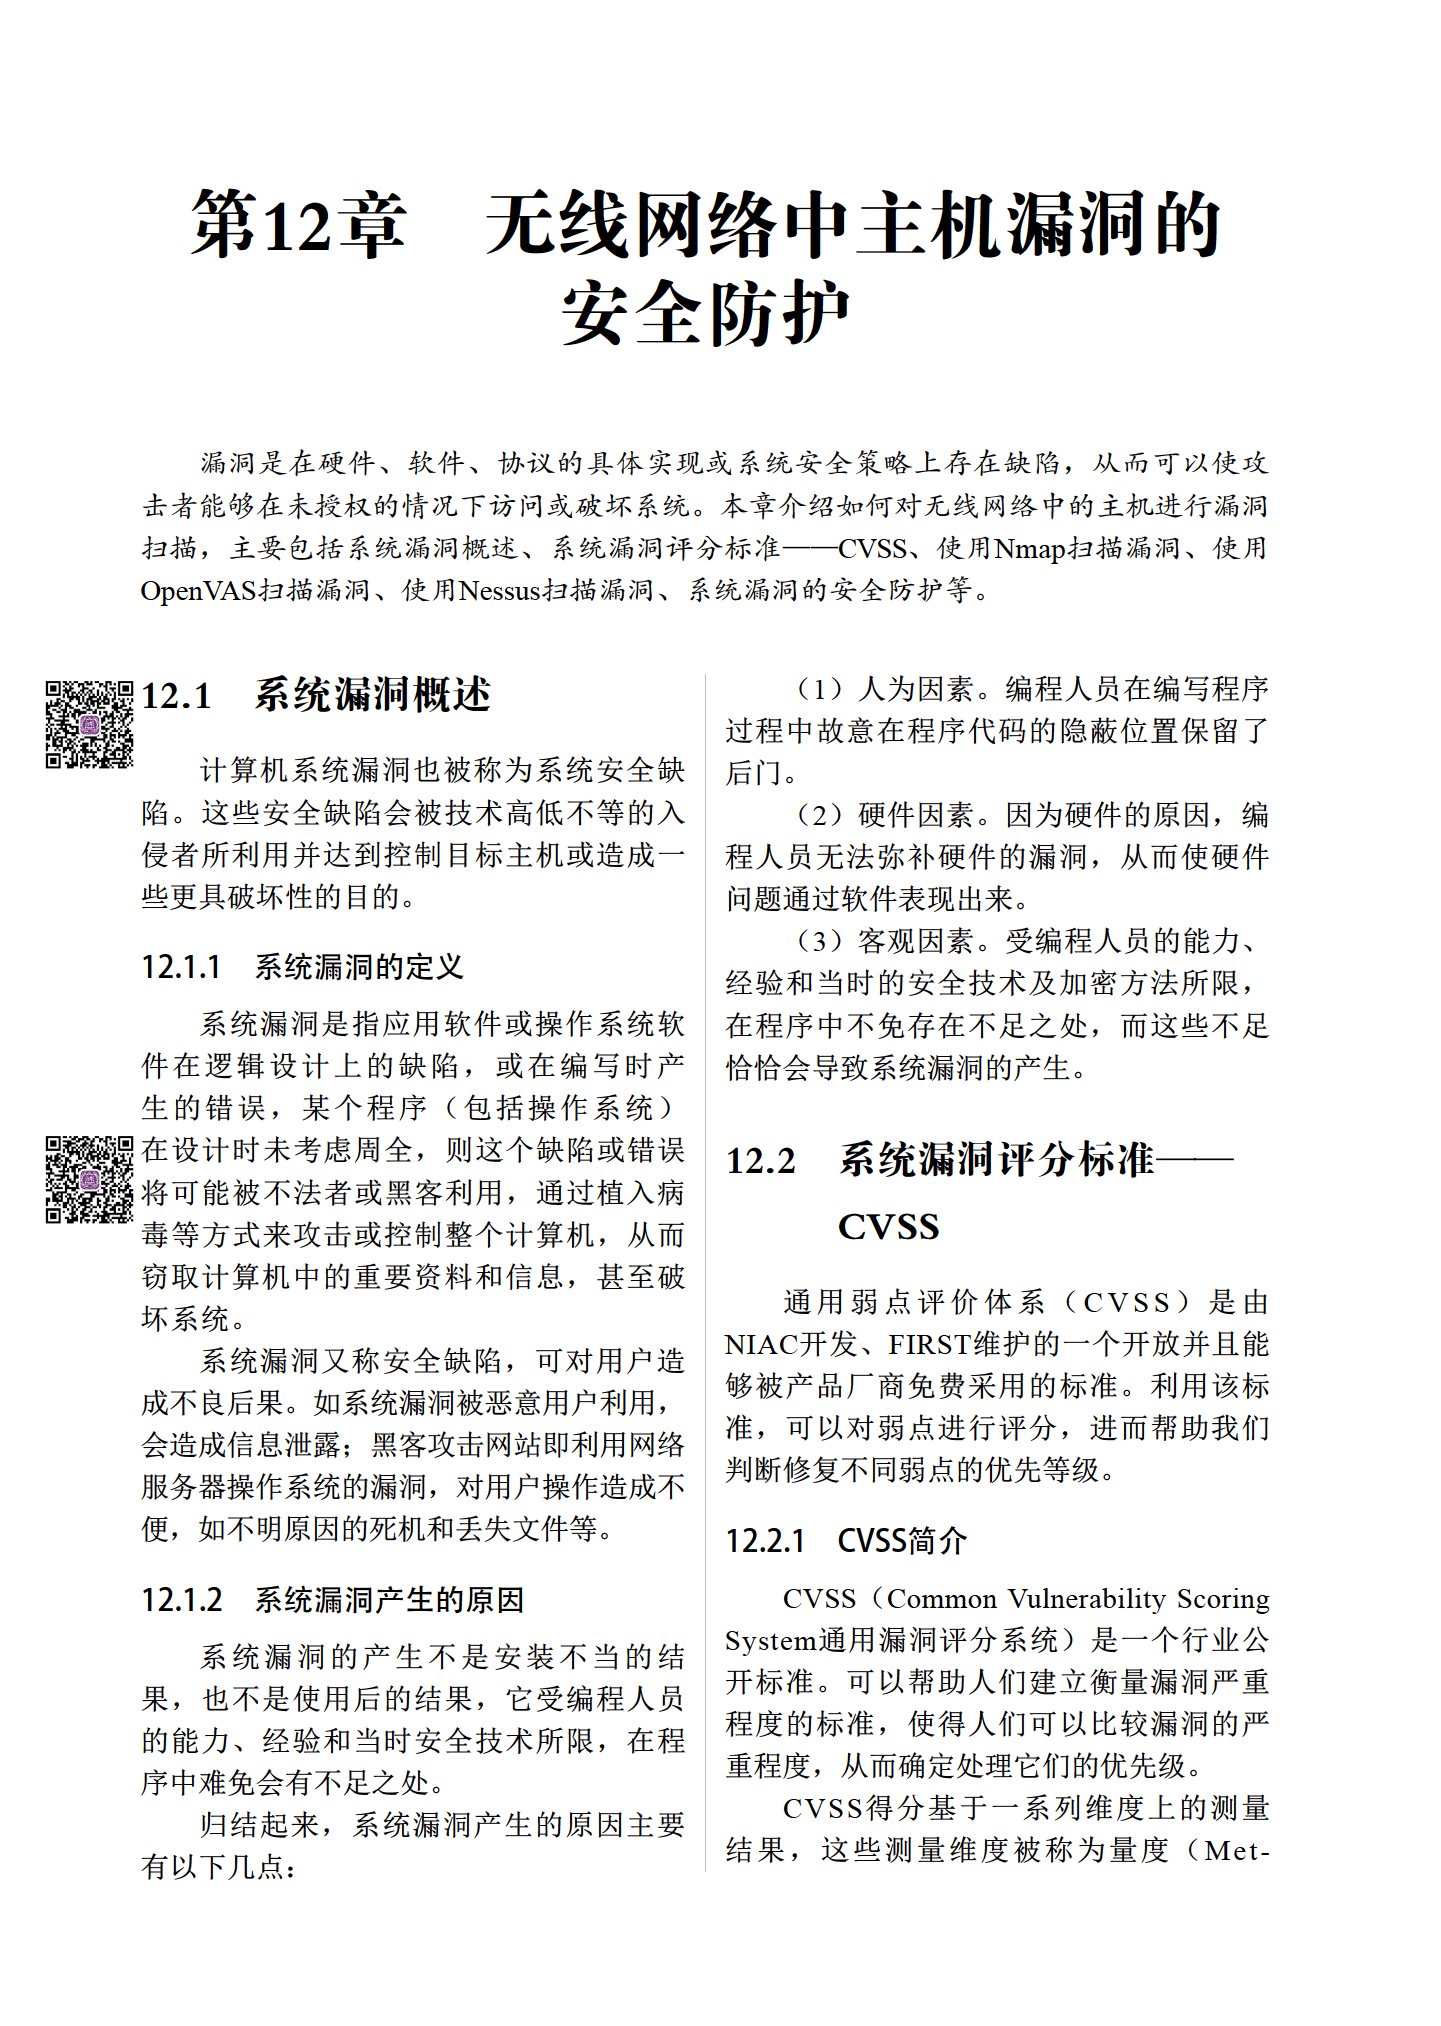 第12章　无线网络中主机漏洞的
安全防护
漏洞是在硬件、软件、协议的具体实现或系统安全策略上存在缺陷，从而可以使攻
击者能够在未授权的情况下访问或破坏系统。本章介绍如何对无线网络中的主机进行漏洞
扫描，主要包括系统漏洞概述、系统漏洞评分标准——CVSS、使用Nmap扫描漏洞、使用
OpenVAS扫描漏洞、使用Nessus扫描漏洞、系统漏洞的安全防护等。
12.1　系统漏洞概述
计算机系统漏洞也被称为系统安全缺
陷。这些安全缺陷会被技术高低不等的入
侵者所利用并达到控制目标主机或造成一
些更具破坏性的目的。
12.1.1　系统漏洞的定义
系统漏洞是指应用软件或操作系统软
件在逻辑设计上的缺陷，或在编写时产
生的错误，某个程序（包括操作系统）
在设计时未考虑周全，则这个缺陷或错误
将可能被不法者或黑客利用，通过植入病
毒等方式来攻击或控制整个计算机，从而
窃取计算机中的重要资料和信息，甚至破
坏系统。
系统漏洞又称安全缺陷，可对用户造
成不良后果。如系统漏洞被恶意用户利用，
会造成信息泄露；黑客攻击网站即利用网络
服务器操作系统的漏洞，对用户操作造成不
便，如不明原因的死机和丢失文件等。
12.1.2　系统漏洞产生的原因
系统漏洞的产生不是安装不当的结
果，也不是使用后的结果，它受编程人员
的能力、经验和当时安全技术所限，在程
序中难免会有不足之处。
归结起来，系统漏洞产生的原因主要
有以下几点：
（1）人为因素。编程人员在编写程序
过程中故意在程序代码的隐蔽位置保留了
后门。
（2）硬件因素。因为硬件的原因，编
程人员无法弥补硬件的漏洞，从而使硬件
问题通过软件表现出来。
（3）客观因素。受编程人员的能力、
经验和当时的安全技术及加密方法所限，
在程序中不免存在不足之处，而这些不足
恰恰会导致系统漏洞的产生。
12.2　系统漏洞评分标准——
CVSS
通用弱点评价体系（CVSS）是由
NIAC开发、FIRST维护的一个开放并且能
够被产品厂商免费采用的标准。利用该标
准，可以对弱点进行评分，进而帮助我们
判断修复不同弱点的优先等级。
12.2.1　CVSS简介
CVSS（Common Vulnerability Scoring
System通用漏洞评分系统）是一个行业公
开标准。可以帮助人们建立衡量漏洞严重
程度的标准，使得人们可以比较漏洞的严
重程度，从而确定处理它们的优先级。
CVSS得分基于一系列维度上的测量
结果，这些测量维度被称为量度（Met-